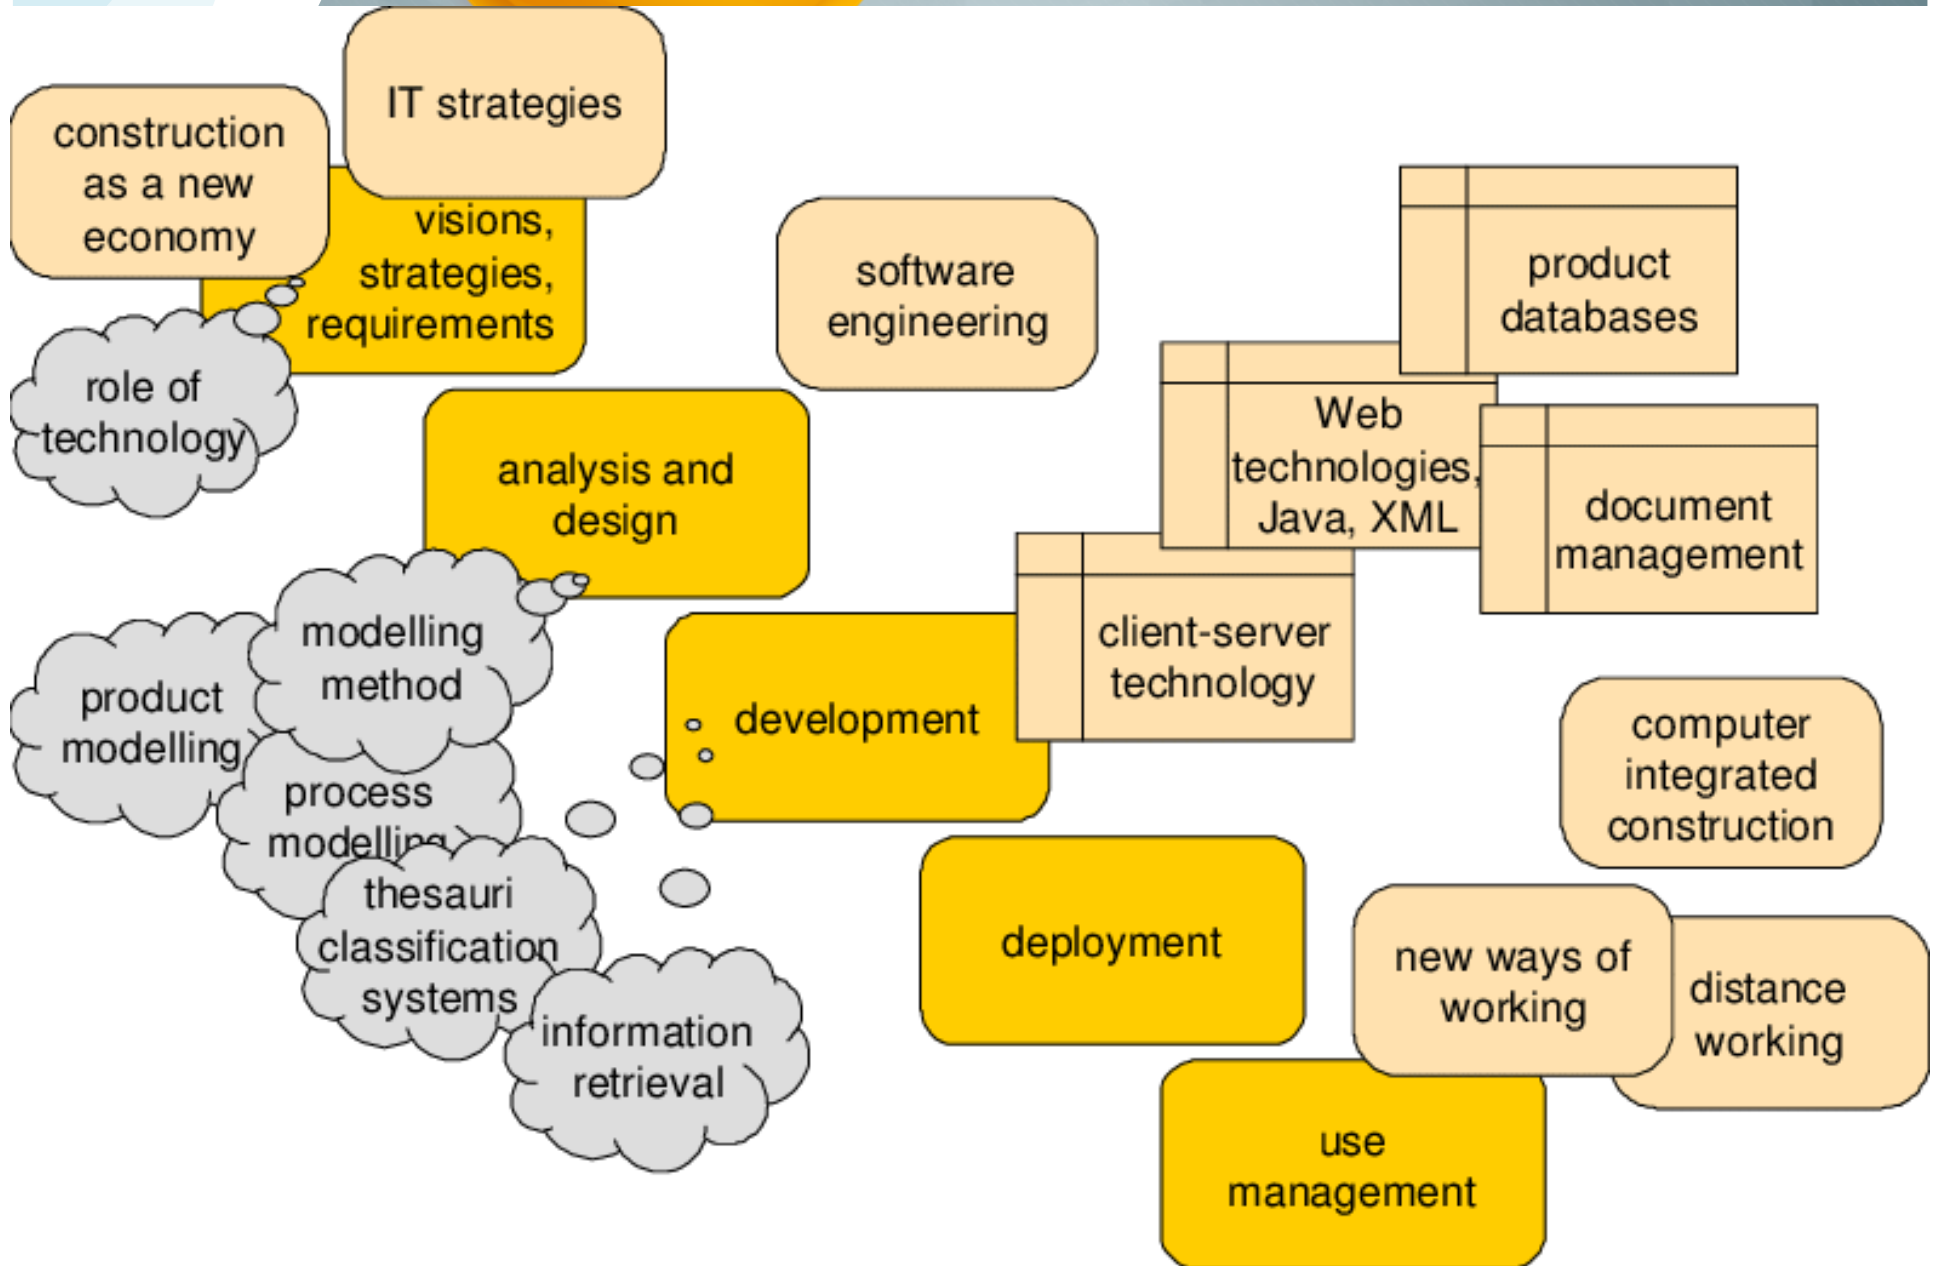 IT strategies
construction
as a new
economy
visions,
strategies,
requirements
role of
technology
software
engineering
product
databases
Web
technologies,
Java, XML
document
management
analysis and
design
client-server
technology
modelling
method
product
modelling
development
process
modelling
computer
integrated
construction
thesauri
classification
systems
deployment
new ways of
working
distance
working
information
retrieval
use
management